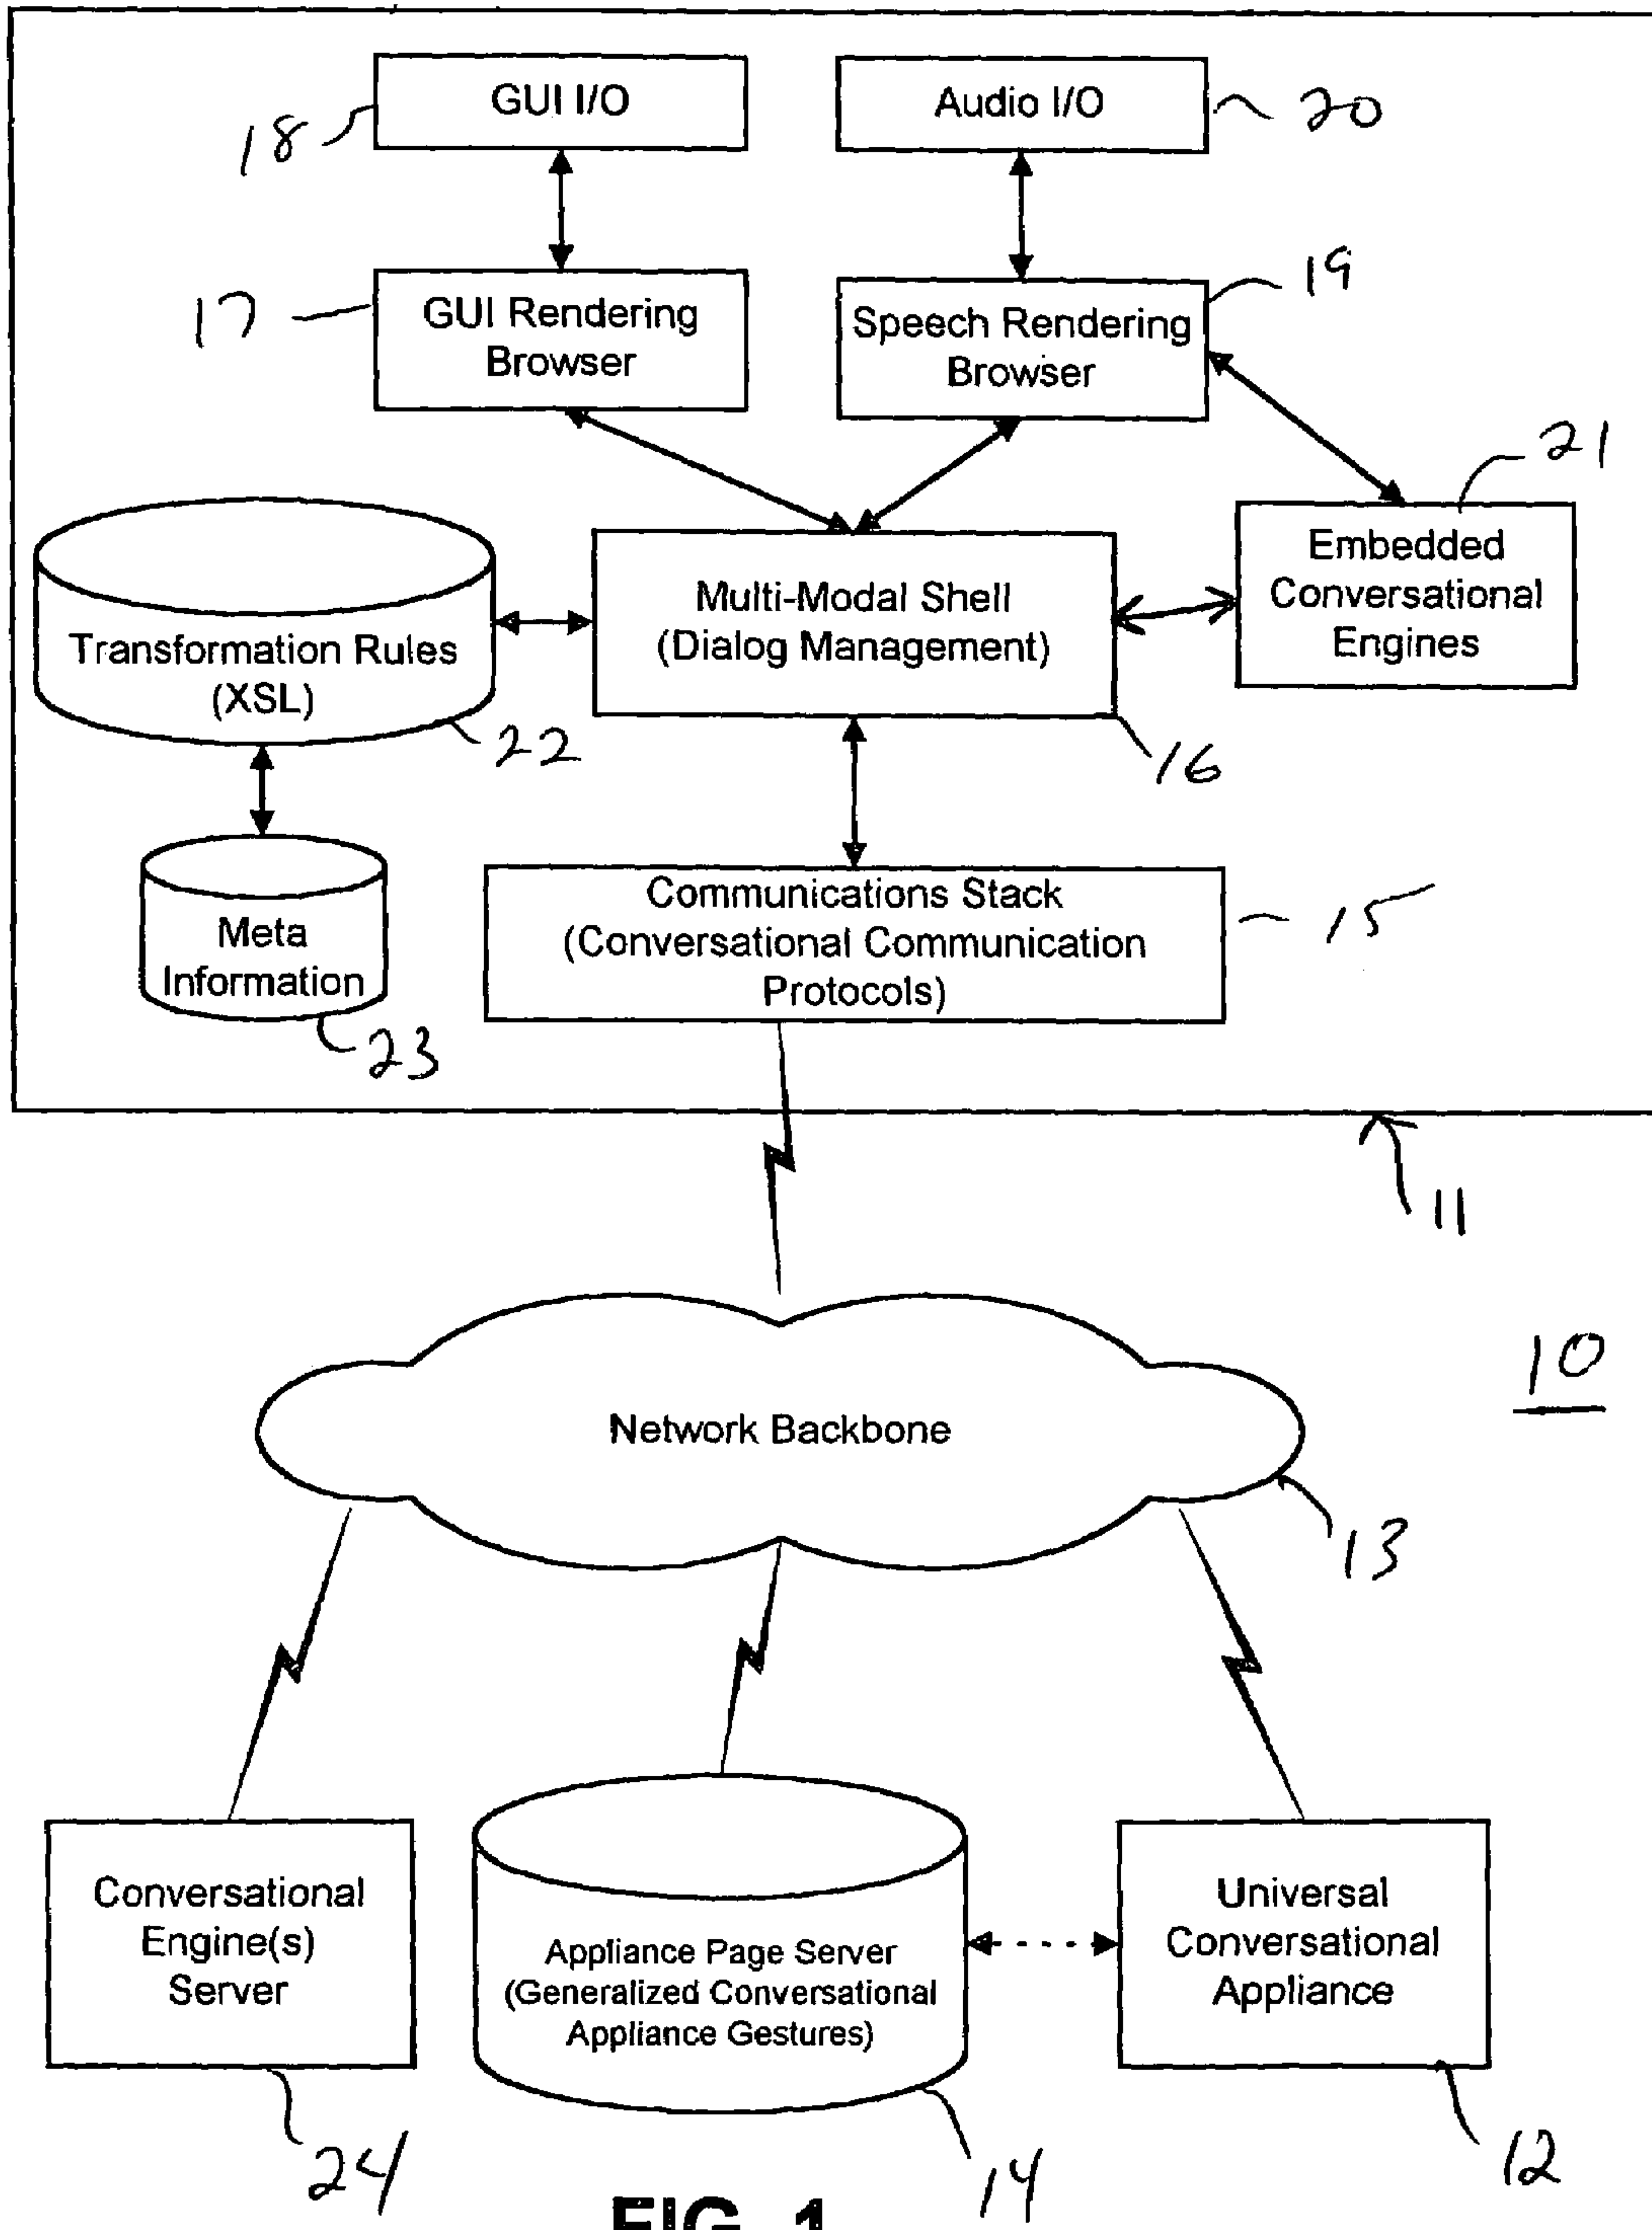 GUI I/O
18
Audio I/O
20
GUI Rendering
Browser
17
Speech Rendering
Browser
19
21
Embedded
Conversational
Engines
Multi-Modal Shell
(Dialog Management)
16
Transformation Rules
(XSL)
22
Meta
Information
23
Communications Stack
(Conversational Communication
Protocols)
15
11
10
Network Backbone
13
Conversational
Engine(s)
Server
24
Appliance Page Server
(Generalized Conversational
Appliance Gestures)
14
Universal
Conversational
Appliance
12
FIG. 1